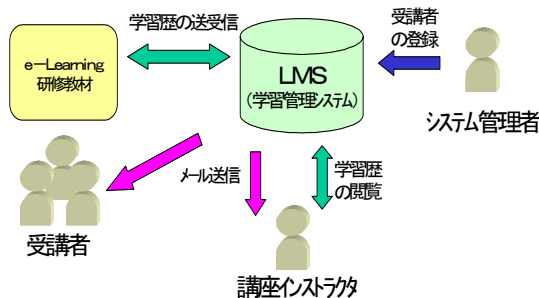 学習歴の送受信
受講者
の登録
e－Learning
研修教材
LMS
（学習管理システム）
システム管理者
メール送信
学習歴
の閲覧
受講者
講座インストラクタ